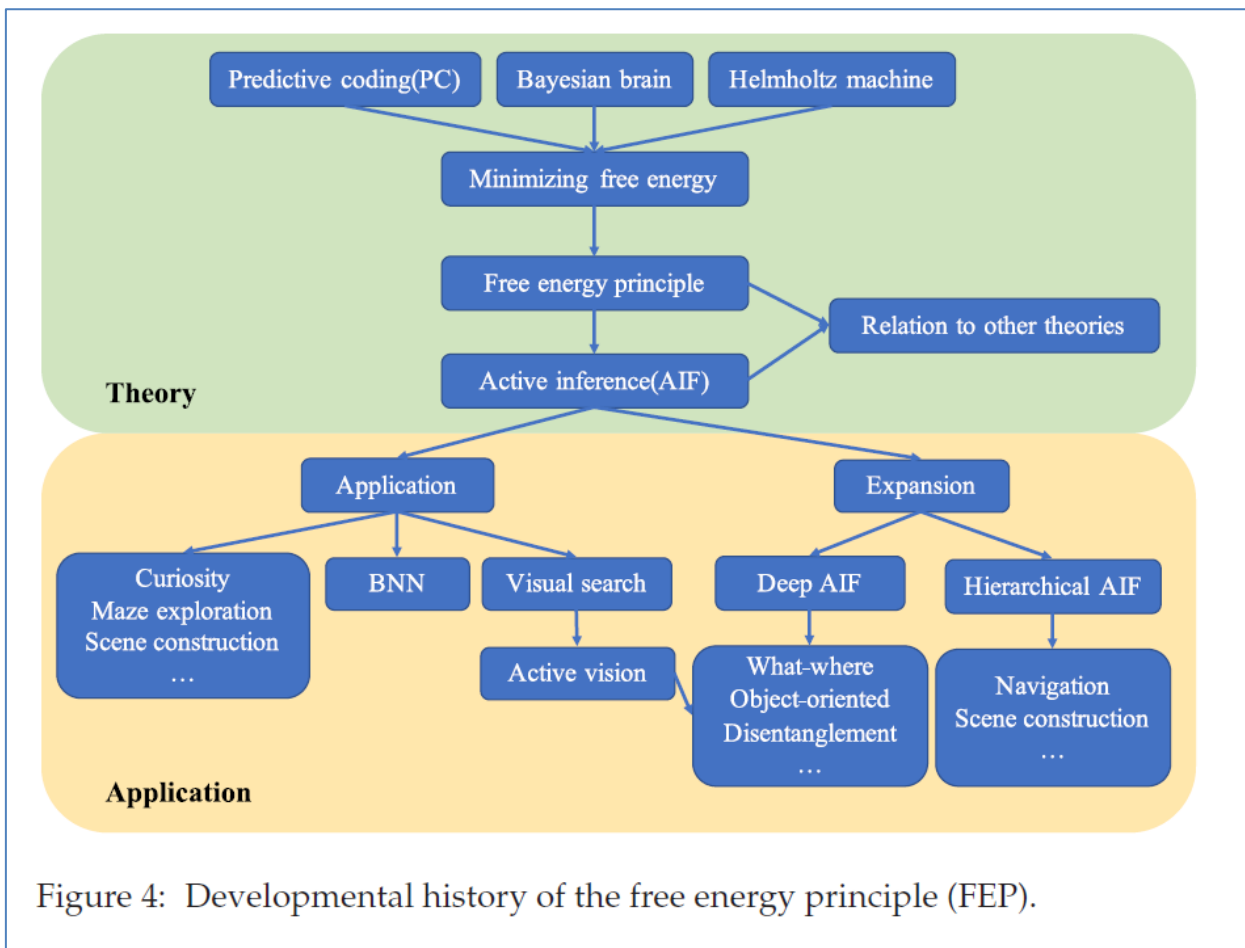 Predictive coding(PC)
Bayesian brain
Helmholtz machine
Minimizing free energy
Free energy principle
Relation to other theories
Active inference(AIF)
Theory
Application
Expansion
Curiosity
Maze exploration
Scene construction
…
BNN
Visual search
Deep AIF
Hierarchical AIF
Active vision
What-where
Object-oriented
Disentanglement
…
Navigation
Scene construction
…
Application
Figure 4: Developmental history of the free energy principle (FEP).